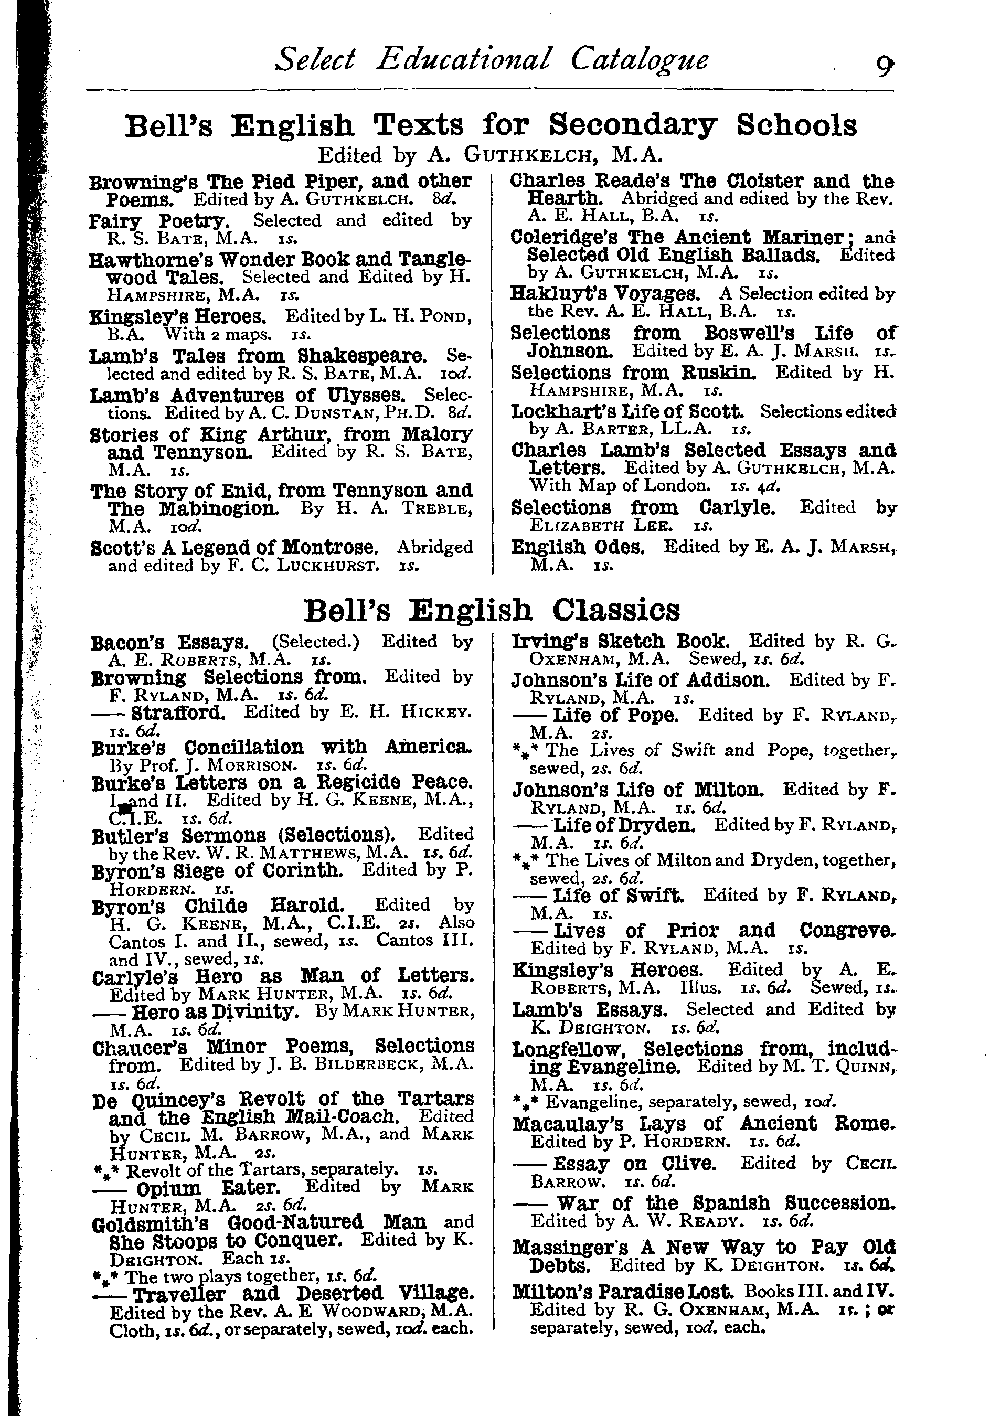 Select Educational Catalogue 9
Bell's English Texts for Secondary Schools
Edited by A. GUTHKELCH, M.A.
Browning's The Pied Piper, and other
Poems. Edited by A. GUTHKELCH. 8d.
Fairy Poetry. Selected and edited by
R. S. BATE, M.A. 1s.
Hawthorne's Wonder Book and Tangle-
wood Tales. Selected and Edited by H.
HAMPSHIRE, M.A. 1s.
Kingsley's Heroes. Edited by L. H. POND,
B.A. With 2 maps. 1s.
Lamb's Tales from Shakespeare. Se-
lected and edited by R. S. BATE, M.A. 10d.
Lamb's Adventures of Ulysses. Selec-
tions. Edited by A. C. DUNSTAN, PH.D. 8d.
Stories of King Arthur, from Malory
and Tennyson. Edited by R. S. BATE,
M.A. 1s.
The Story of Enid, from Tennyson and
The Mabinogion. By H. A. TREBLE,
M.A. 10d.
Scott's A Legend of Montrose. Abridged
and edited by F. C. LUCKHURST. 1s.
Charles Reade's The Cloister and the
Hearth. Abridged and edited by the Rev.
A. E. HALL, B.A. 1s.
Coleridge's The Ancient Mariner; and
Selected Old English Ballads. Edited
by A. GUTHKELCH, M.A. 1s.
Hakluyt's Voyages. A Selection edited by
the Rev. A. E. HALL, B.A. 1s.
Selections from Boswell's Life of
Johnson. Edited by E. A. J. MARSH. 1s.
Selections from Ruskin. Edited by H.
HAMPSHIRE, M.A. 1s.
Lockhart's Life of Scott. Selections edited
by A. BARTER, LL.A. 1s.
Charles Lamb's Selected Essays and
Letters. Edited by A. GUTHKELCH, M.A.
With Map of London. 1s. 4d.
Selections from Carlyle. Edited by
ELIZABETH LEE. 1s.
English Odes. Edited by E. A. J. MARSH,
M.A. 1s.
Bell's English Classics
Bacon's Essays. (Selected.) Edited by
A. E. ROBERTS, M.A. 1s.
Browning Selections from. Edited by
F. RYLAND, M.A. 1s. 6d.
—— Strafford. Edited by E. H. HICKEY.
1s. 6d.
Burke's Conciliation with America.
By Prof. J. MORRISON. 1s. 6d.
Burke's Letters on a Regicide Peace.
I. and II. Edited by H. G. KEENE, M.A.,
C.I.E. 1s. 6d.
Butler's Sermons (Selections). Edited
by the Rev. W. R. MATTHEWS, M.A. 1s. 6d.
Byron's Siege of Corinth. Edited by P.
HORDERN. 1s.
Byron's Childe Harold. Edited by
H. G. KEENE, M.A., C.I.E. 2s. Also
Cantos I. and II., sewed, 1s. Cantos III.
and IV., sewed, 1s.
Carlyle's Hero as Man of Letters.
Edited by MARK HUNTER, M.A. 1s. 6d.
—— Hero as Divinity. By MARK HUNTER,
M.A. 1s. 6d.
Chaucer's Minor Poems, Selections
from. Edited by J. B. BILDERBECK, M.A.
1s. 6d.
De Quincey's Revolt of the Tartars
and the English Mail-Coach. Edited
by CECIL M. BARROW, M.A., and MARK
HUNTER, M.A. 2s.
*** Revolt of the Tartars, separately. 1s.
—— Opium Eater. Edited by MARK
HUNTER, M.A. 2s. 6d.
Goldsmith's Good-Natured Man and
She Stoops to Conquer. Edited by K.
DEIGHTON. Each 1s.
*** The two plays together, 1s. 6d.
—— Traveller and Deserted Village.
Edited by the Rev. A. E WOODWARD, M.A.
Cloth, 1s. 6d., or separately, sewed, 10d. each.
Irving's Sketch Book. Edited by R. G.
OXENHAM, M.A. Sewed, 1s. 6d.
Johnson's Life of Addison. Edited by F.
RYLAND, M.A. 1s.
—— Life of Pope. Edited by F. RYLAND,
M.A. 2s.
*** The Lives of Swift and Pope, together,
sewed, 2s. 6d.
Johnson's Life of Milton. Edited by F.
RYLAND, M.A. 1s. 6d.
—— Life of Dryden. Edited by F. RYLAND,
M.A. 1s. 6d.
*** The Lives of Milton and Dryden, together,
sewed, 2s. 6d.
—— Life of Swift. Edited by F. RYLAND,
M.A. 1s.
—— Lives of Prior and Congreve.
Edited by F. RYLAND, M.A. 1s.
Kingsley's Heroes. Edited by A. E.
ROBERTS, M.A. Illus. 1s. 6d. Sewed, 1s.
Lamb's Essays. Selected and Edited by
K. DEIGHTON. 1s. 6d.
Longfellow, Selections from, includ-
ing Evangeline. Edited by M. T. QUINN,
M.A. 1s. 6d.
*** Evangeline, separately, sewed, 10d.
Macaulay's Lays of Ancient Rome.
Edited by P. HORDERN. 1s. 6d.
—— Essay on Clive. Edited by CECIL
BARROW. 1s. 6d.
—— War of the Spanish Succession.
Edited by A. W. READY. 1s. 6d.
Massinger's A New Way to Pay Old
Debts. Edited by K. DEIGHTON. 1s. 6d.
Milton's Paradise Lost. Books III. and IV.
Edited by R. G. OXENHAM, M.A. 1s.; or
separately, sewed, 10d. each.